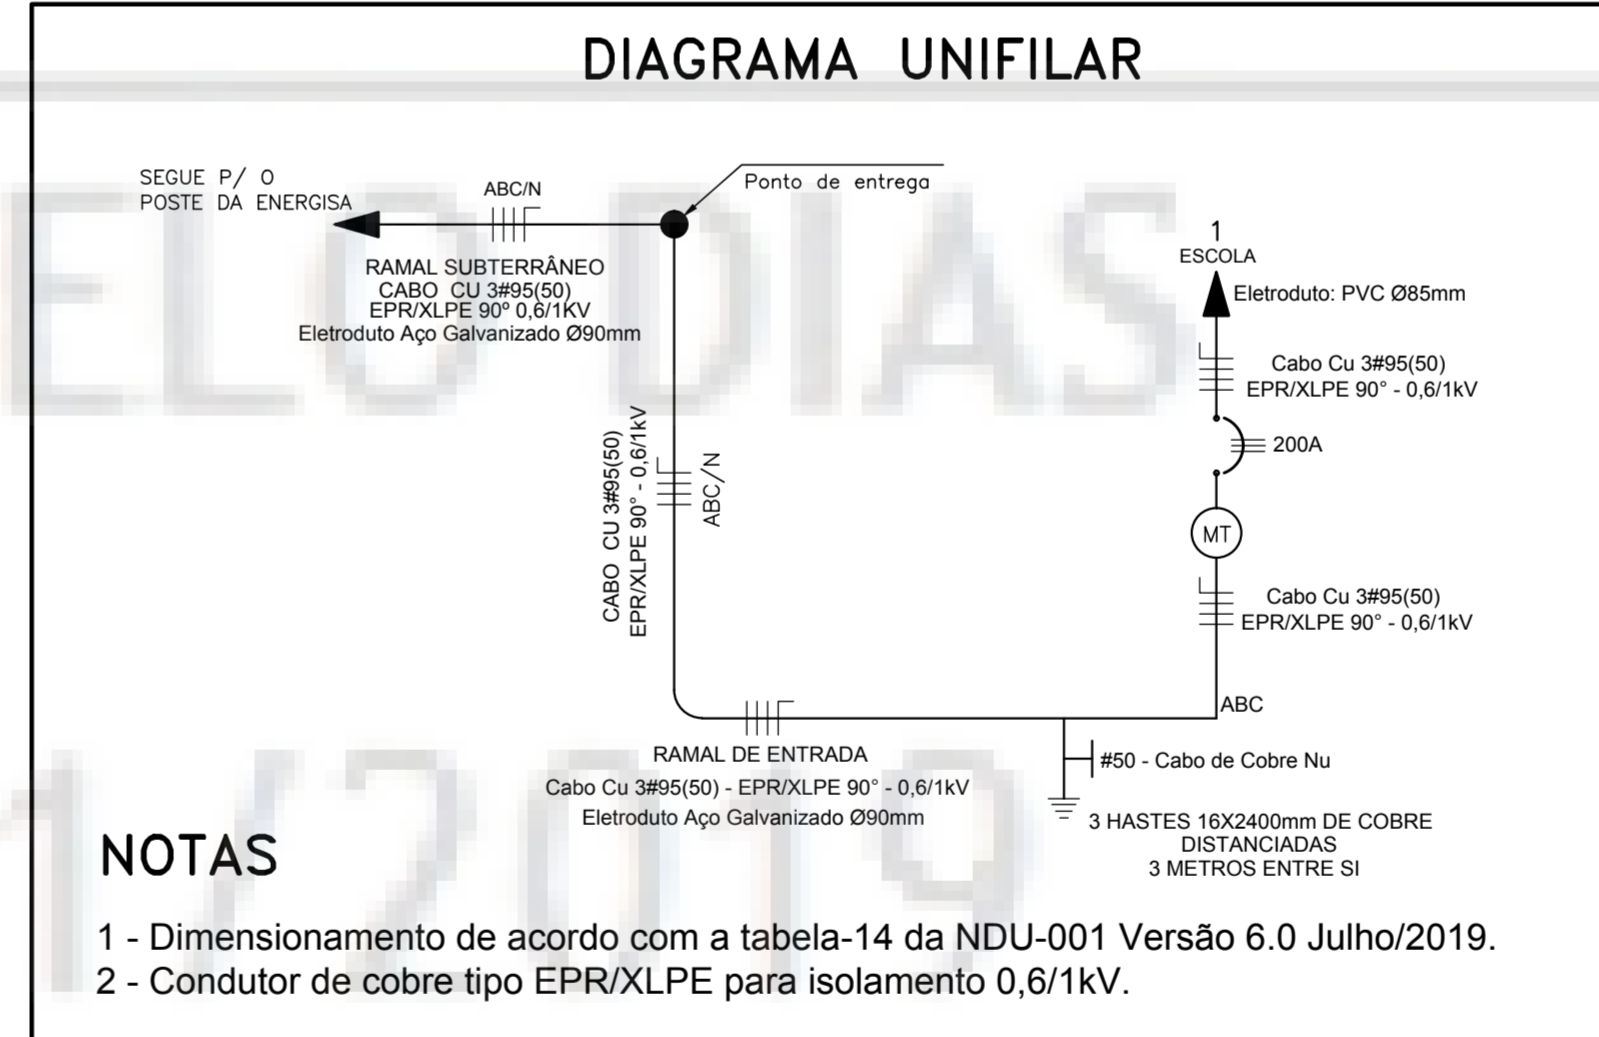 DIAGRAMA UNIFILAR
SEGUE P/ O
POSTE DA ENERGISA
ABC/N
Ponto de entrega
RAMAL SUBTERRÂNEO
CABO CU 3#95(50)
EPR/XLPE 90º 0,6/1KV
Eletroduto Aço Galvanizado Ø90mm
1
ESCOLA
Eletroduto: PVC Ø85mm
Cabo Cu 3#95(50)
EPR/XLPE 90° - 0,6/1kV
200A
MT
Cabo Cu 3#95(50)
EPR/XLPE 90° - 0,6/1kV
ABC
CABO CU 3#95(50)
EPR/XLPE 90° - 0,6/1kV
ABC/N
RAMAL DE ENTRADA
Cabo Cu 3#95(50) - EPR/XLPE 90° - 0,6/1kV
Eletroduto Aço Galvanizado Ø90mm
#50 - Cabo de Cobre Nu
3 HASTES 16X2400mm DE COBRE
DISTANCIADAS
3 METROS ENTRE SI
NOTAS
1 - Dimensionamento de acordo com a tabela-14 da NDU-001 Versão 6.0 Julho/2019.
2 - Condutor de cobre tipo EPR/XLPE para isolamento 0,6/1kV.
ELO DIAS
1/2019